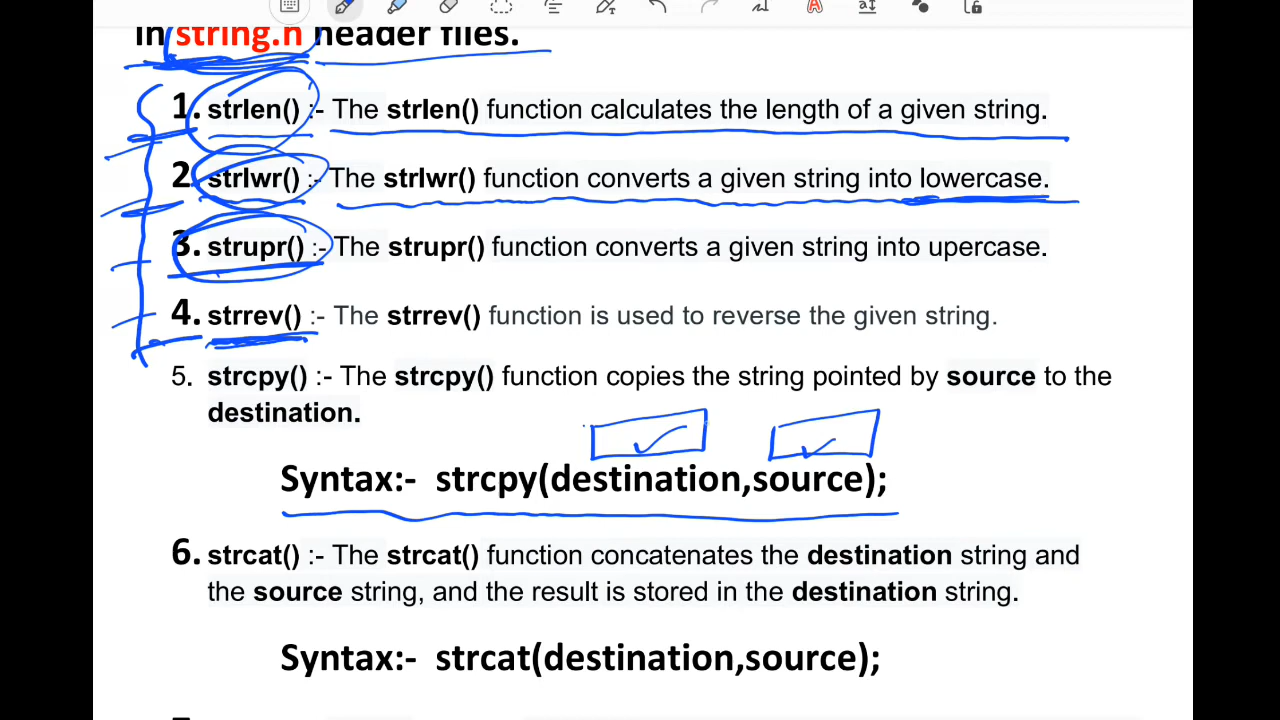 in string.h header files.
1. strlen() :- The strlen() function calculates the length of a given string.
2 strlwr() :- The strlwr() function converts a given string into lowercase.
3. strupr() :- The strupr() function converts a given string into upercase.
4. strrev() :- The strrev() function is used to reverse the given string.
5. strcpy() :- The strcpy() function copies the string pointed by source to the
destination.
Syntax:- strcpy(destination,source);
6. strcat() :- The strcat() function concatenates the destination string and
the source string, and the result is stored in the destination string.
Syntax:- strcat(destination,source);